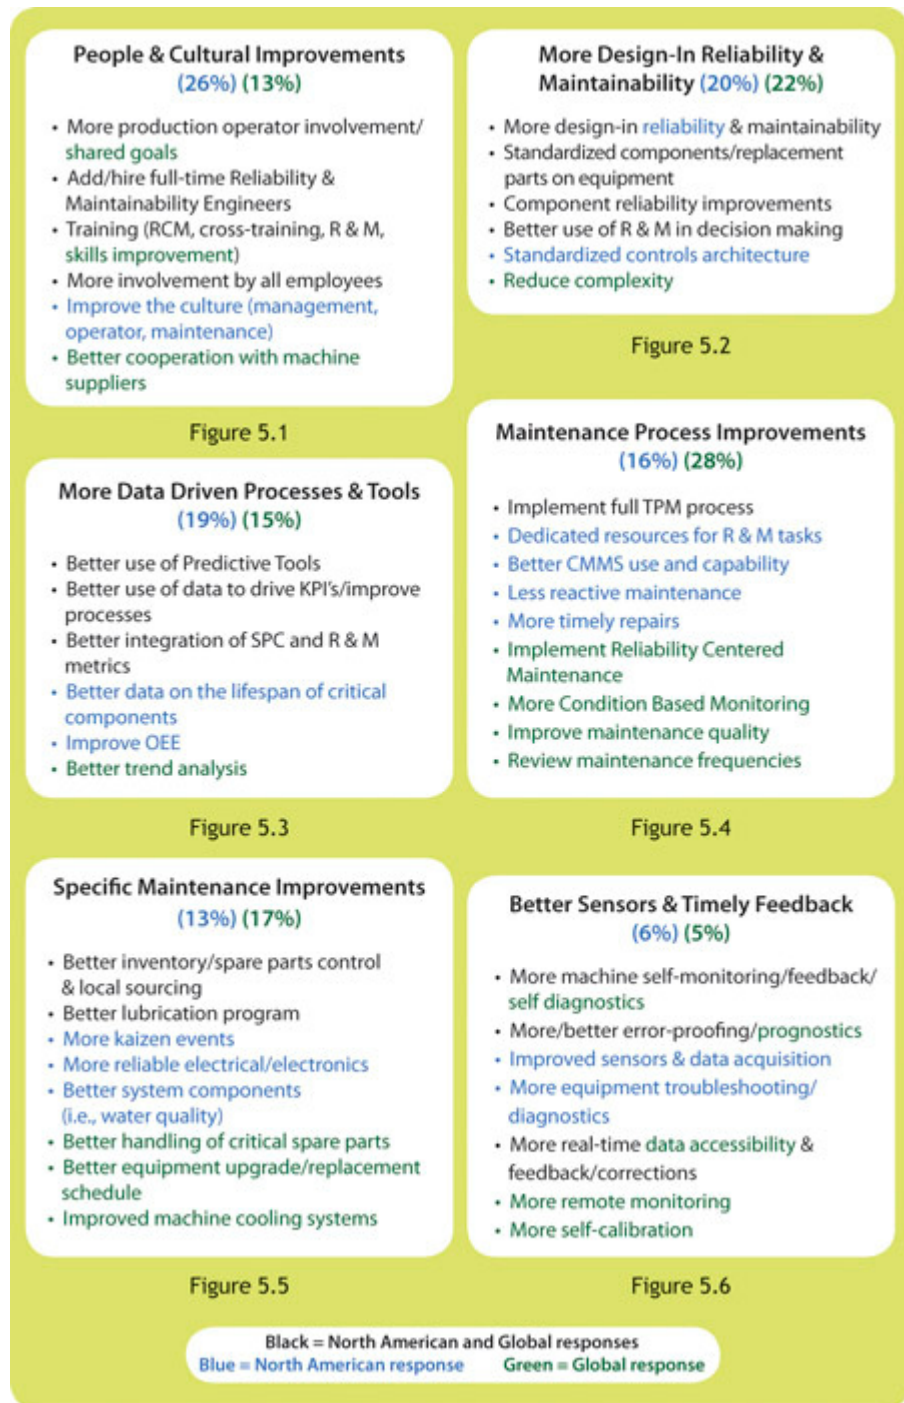 People & Cultural Improvements
(26%) (13%)
• More production operator involvement/
shared goals
• Add/hire full-time Reliability &
Maintainability Engineers
• Training (RCM, cross-training, R & M,
skills improvement)
• More involvement by all employees
• Improve the culture (management,
operator, maintenance)
• Better cooperation with machine
suppliers
Figure 5.1
More Design-In Reliability &
Maintainability (20%) (22%)
• More design-in reliability & maintainability
• Standardized components/replacement
parts on equipment
• Component reliability improvements
• Better use of R & M in decision making
• Standardized controls architecture
• Reduce complexity
Figure 5.2
More Data Driven Processes & Tools
(19%) (15%)
• Better use of Predictive Tools
• Better use of data to drive KPI's/improve
processes
• Better integration of SPC and R & M
metrics
• Better data on the lifespan of critical
components
• Improve OEE
• Better trend analysis
Figure 5.3
Maintenance Process Improvements
(16%) (28%)
• Implement full TPM process
• Dedicated resources for R & M tasks
• Better CMMS use and capability
• Less reactive maintenance
• More timely repairs
• Implement Reliability Centered
Maintenance
• More Condition Based Monitoring
• Improve maintenance quality
• Review maintenance frequencies
Figure 5.4
Specific Maintenance Improvements
(13%) (17%)
• Better inventory/spare parts control
& local sourcing
• Better lubrication program
• More kaizen events
• More reliable electrical/electronics
• Better system components
(i.e., water quality)
• Better handling of critical spare parts
• Better equipment upgrade/replacement
schedule
• Improved machine cooling systems
Figure 5.5
Better Sensors & Timely Feedback
(6%) (5%)
• More machine self-monitoring/feedback/
self diagnostics
• More/better error-proofing/prognostics
• Improved sensors & data acquisition
• More equipment troubleshooting/
diagnostics
• More real-time data accessibility &
feedback/corrections
• More remote monitoring
• More self-calibration
Figure 5.6
Black = North American and Global responses
Blue = North American response Green = Global response